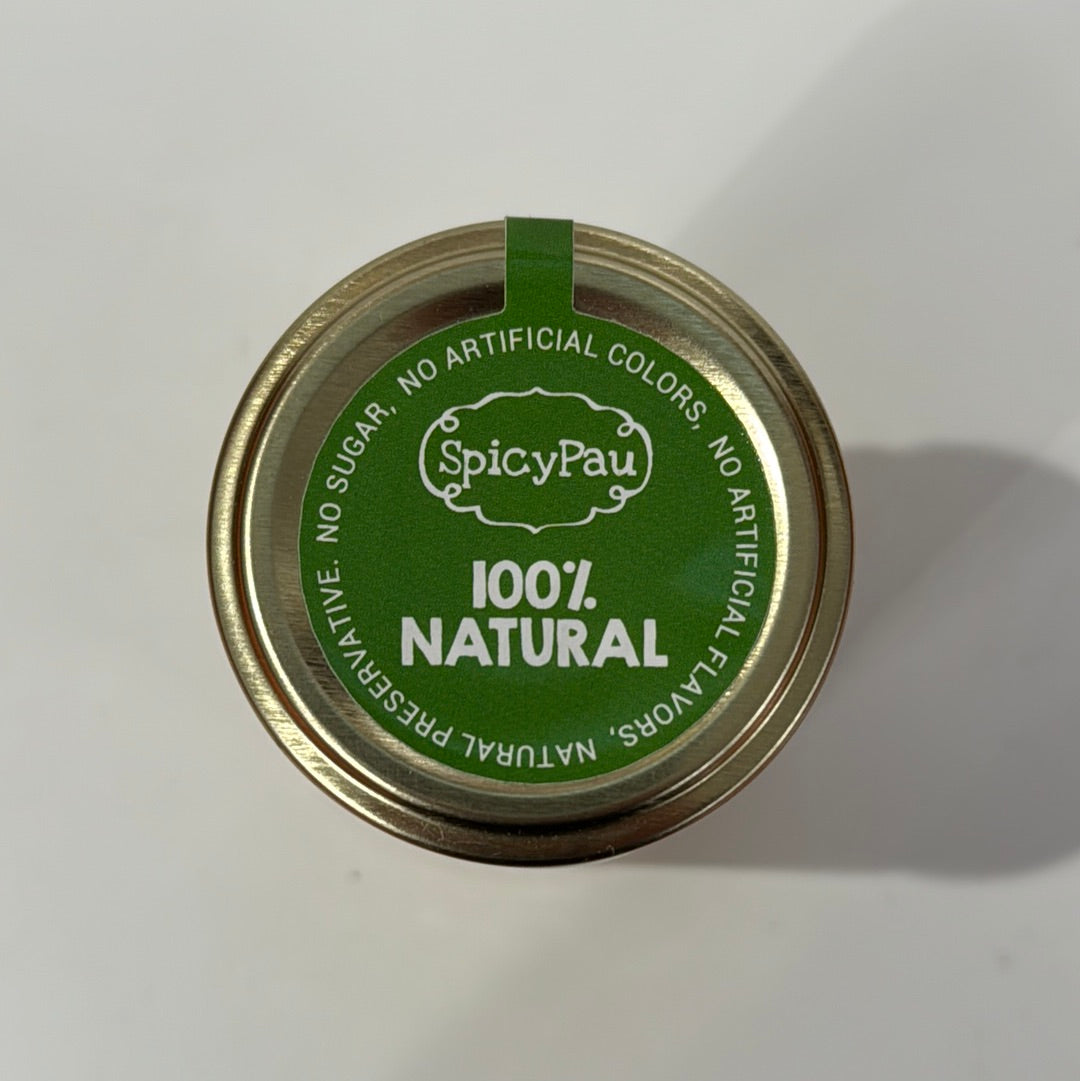 SpicyPau
100%
NATURAL
NO SUGAR, NO ARTIFICIAL COLORS, NO ARTIFICIAL FLAVORS, NATURAL PRESERVATIVE.